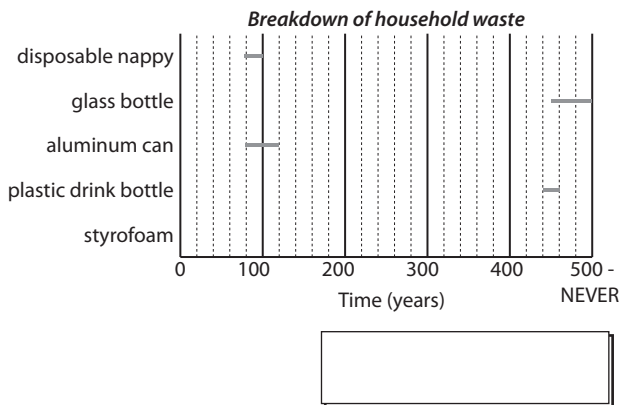 Breakdown of household waste
disposable nappy
glass bottle
aluminum can
plastic drink bottle
styrofoam
0 100 200 300 400 500 -
NEVER
Time (years)